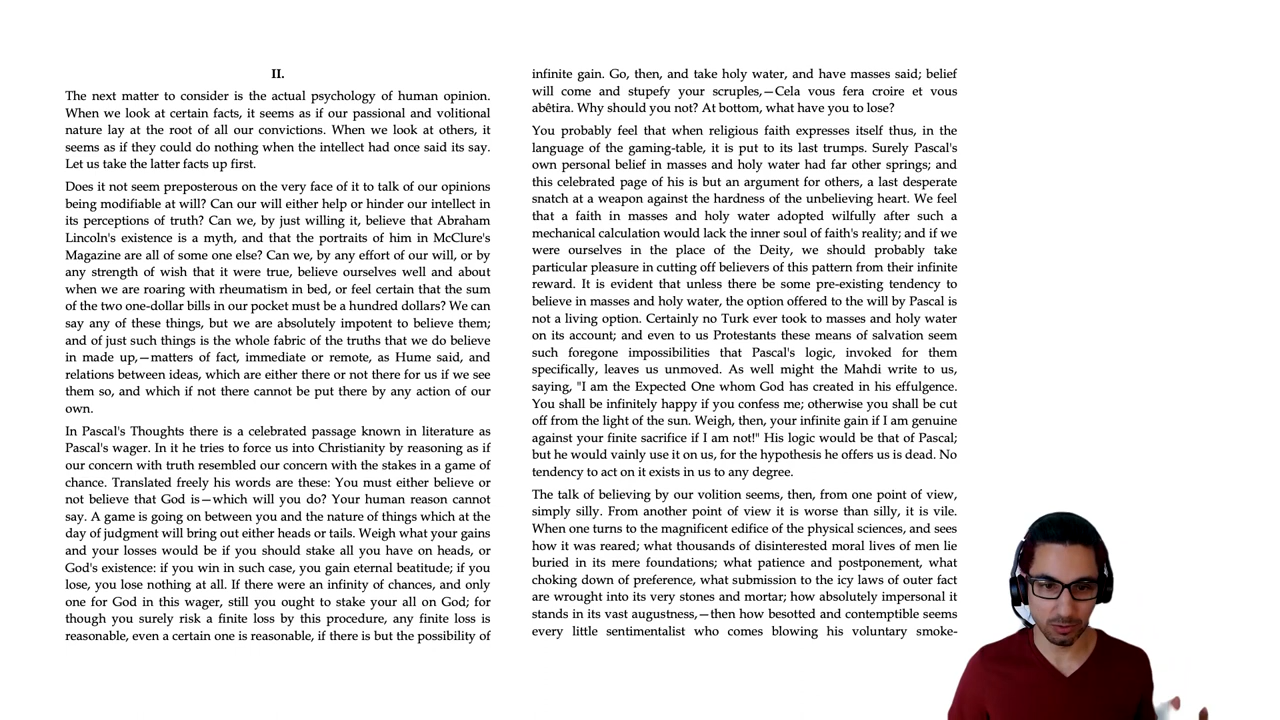 II.
The next matter to consider is the actual psychology of human opinion.
When we look at certain facts, it seems as if our passional and volitional
nature lay at the root of all our convictions. When we look at others, it
seems as if they could do nothing when the intellect had once said its say.
Let us take the latter facts up first.
Does it not seem preposterous on the very face of it to talk of our opinions
being modifiable at will? Can our will either help or hinder our intellect in
its perceptions of truth? Can we, by just willing it, believe that Abraham
Lincoln's existence is a myth, and that the portraits of him in McClure's
Magazine are all of some one else? Can we, by any effort of our will, or by
any strength of wish that it were true, believe ourselves well and about
when we are roaring with rheumatism in bed, or feel certain that the sum
of the two one-dollar bills in our pocket must be a hundred dollars? We can
say any of these things, but we are absolutely impotent to believe them;
and of just such things is the whole fabric of the truths that we do believe
in made up,—matters of fact, immediate or remote, as Hume said, and
relations between ideas, which are either there or not there for us if we see
them so, and which if not there cannot be put there by any action of our
own.
In Pascal's Thoughts there is a celebrated passage known in literature as
Pascal's wager. In it he tries to force us into Christianity by reasoning as if
our concern with truth resembled our concern with the stakes in a game of
chance. Translated freely his words are these: You must either believe or
not believe that God is—which will you do? Your human reason cannot
say. A game is going on between you and the nature of things which at the
day of judgment will bring out either heads or tails. Weigh what your gains
and your losses would be if you should stake all you have on heads, or
God's existence: if you win in such case, you gain eternal beatitude; if you
lose, you lose nothing at all. If there were an infinity of chances, and only
one for God in this wager, still you ought to stake your all on God; for
though you surely risk a finite loss by this procedure, any finite loss is
reasonable, even a certain one is reasonable, if there is but the possibility of
infinite gain. Go, then, and take holy water, and have masses said; belief
will come and stupefy your scruples,—Cela vous fera croire et vous
abêtira. Why should you not? At bottom, what have you to lose?
You probably feel that when religious faith expresses itself thus, in the
language of the gaming-table, it is put to its last trumps. Surely Pascal's
own personal belief in masses and holy water had far other springs; and
this celebrated page of his is but an argument for others, a last desperate
snatch at a weapon against the hardness of the unbelieving heart. We feel
that a faith in masses and holy water adopted wilfully after such a
mechanical calculation would lack the inner soul of faith's reality; and if we
were ourselves in the place of the Deity, we should probably take
particular pleasure in cutting off believers of this pattern from their infinite
reward. It is evident that unless there be some pre-existing tendency to
believe in masses and holy water, the option offered to the will by Pascal is
not a living option. Certainly no Turk ever took to masses and holy water
on its account; and even to us Protestants these means of salvation seem
such foregone impossibilities that Pascal's logic, invoked for them
specifically, leaves us unmoved. As well might the Mahdi write to us,
saying, "I am the Expected One whom God has created in his effulgence.
You shall be infinitely happy if you confess me; otherwise you shall be cut
off from the light of the sun. Weigh, then, your infinite gain if I am genuine
against your finite sacrifice if I am not!" His logic would be that of Pascal;
but he would vainly use it on us, for the hypothesis he offers us is dead. No
tendency to act on it exists in us to any degree.
The talk of believing by our volition seems, then, from one point of view,
simply silly. From another point of view it is worse than silly, it is vile.
When one turns to the magnificent edifice of the physical sciences, and sees
how it was reared; what thousands of disinterested moral lives of men lie
buried in its mere foundations; what patience and postponement, what
choking down of preference, what submission to the icy laws of outer fact
are wrought into its very stones and mortar; how absolutely impersonal it
stands in its vast augustness,—then how besotted and contemptible seems
every little sentimentalist who comes blowing his voluntary smoke-